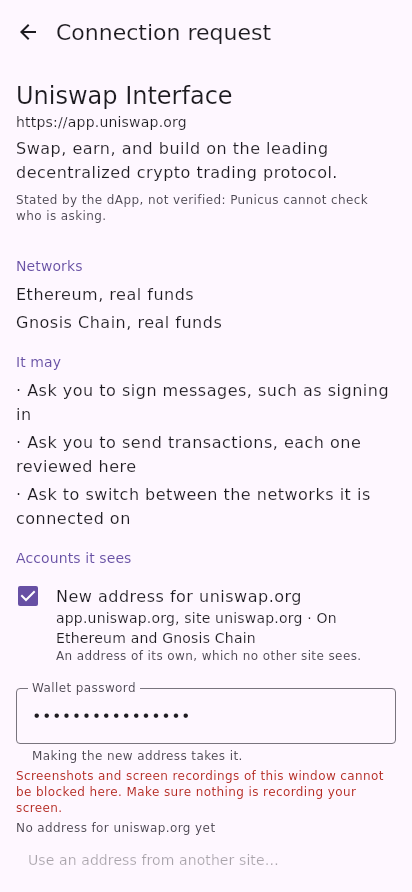 Connection request
Uniswap Interface
https://app.uniswap.org
Swap, earn, and build on the leading
decentralized crypto trading protocol.
Stated by the dApp, not verified: Punicus cannot check
who is asking.
Networks
Ethereum, real funds
Gnosis Chain, real funds
It may
· Ask you to sign messages, such as signing
in
· Ask you to send transactions, each one
reviewed here
· Ask to switch between the networks it is
connected on
Accounts it sees
New address for uniswap.org
app.uniswap.org, site uniswap.org · On
Ethereum and Gnosis Chain
An address of its own, which no other site sees.
Wallet password
••••••••••••••••
Making the new address takes it.
Screenshots and screen recordings of this window cannot
be blocked here. Make sure nothing is recording your
screen.
No address for uniswap.org yet
Use an address from another site...